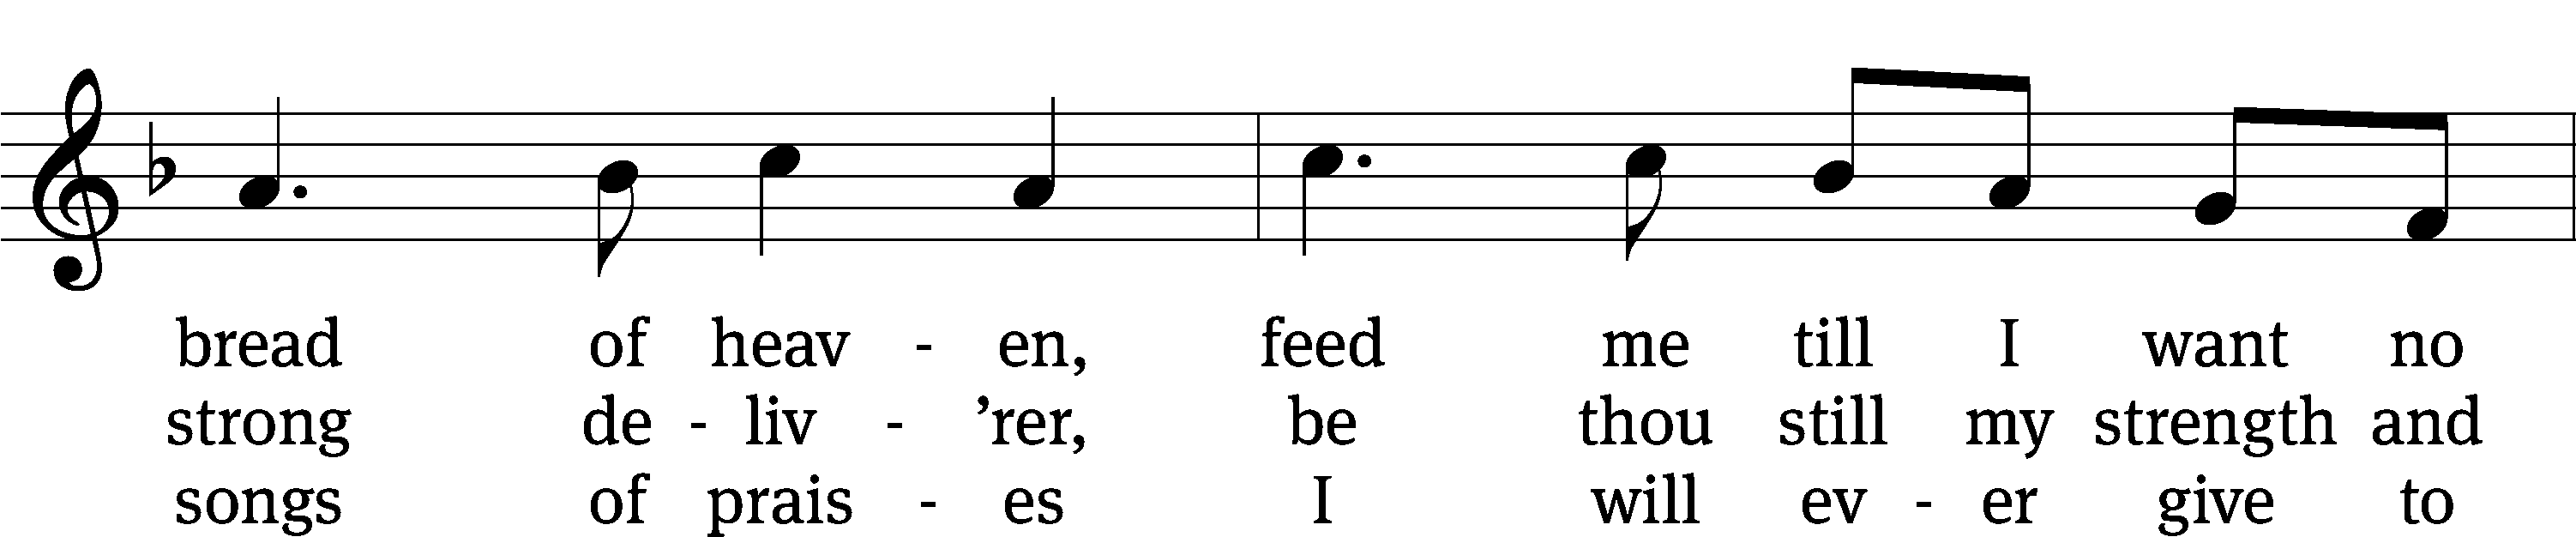 bread of heav - en, feed me till I want no
strong de - liv - ’rer, be thou still my strength and
songs of prais - es I will ev - er give to